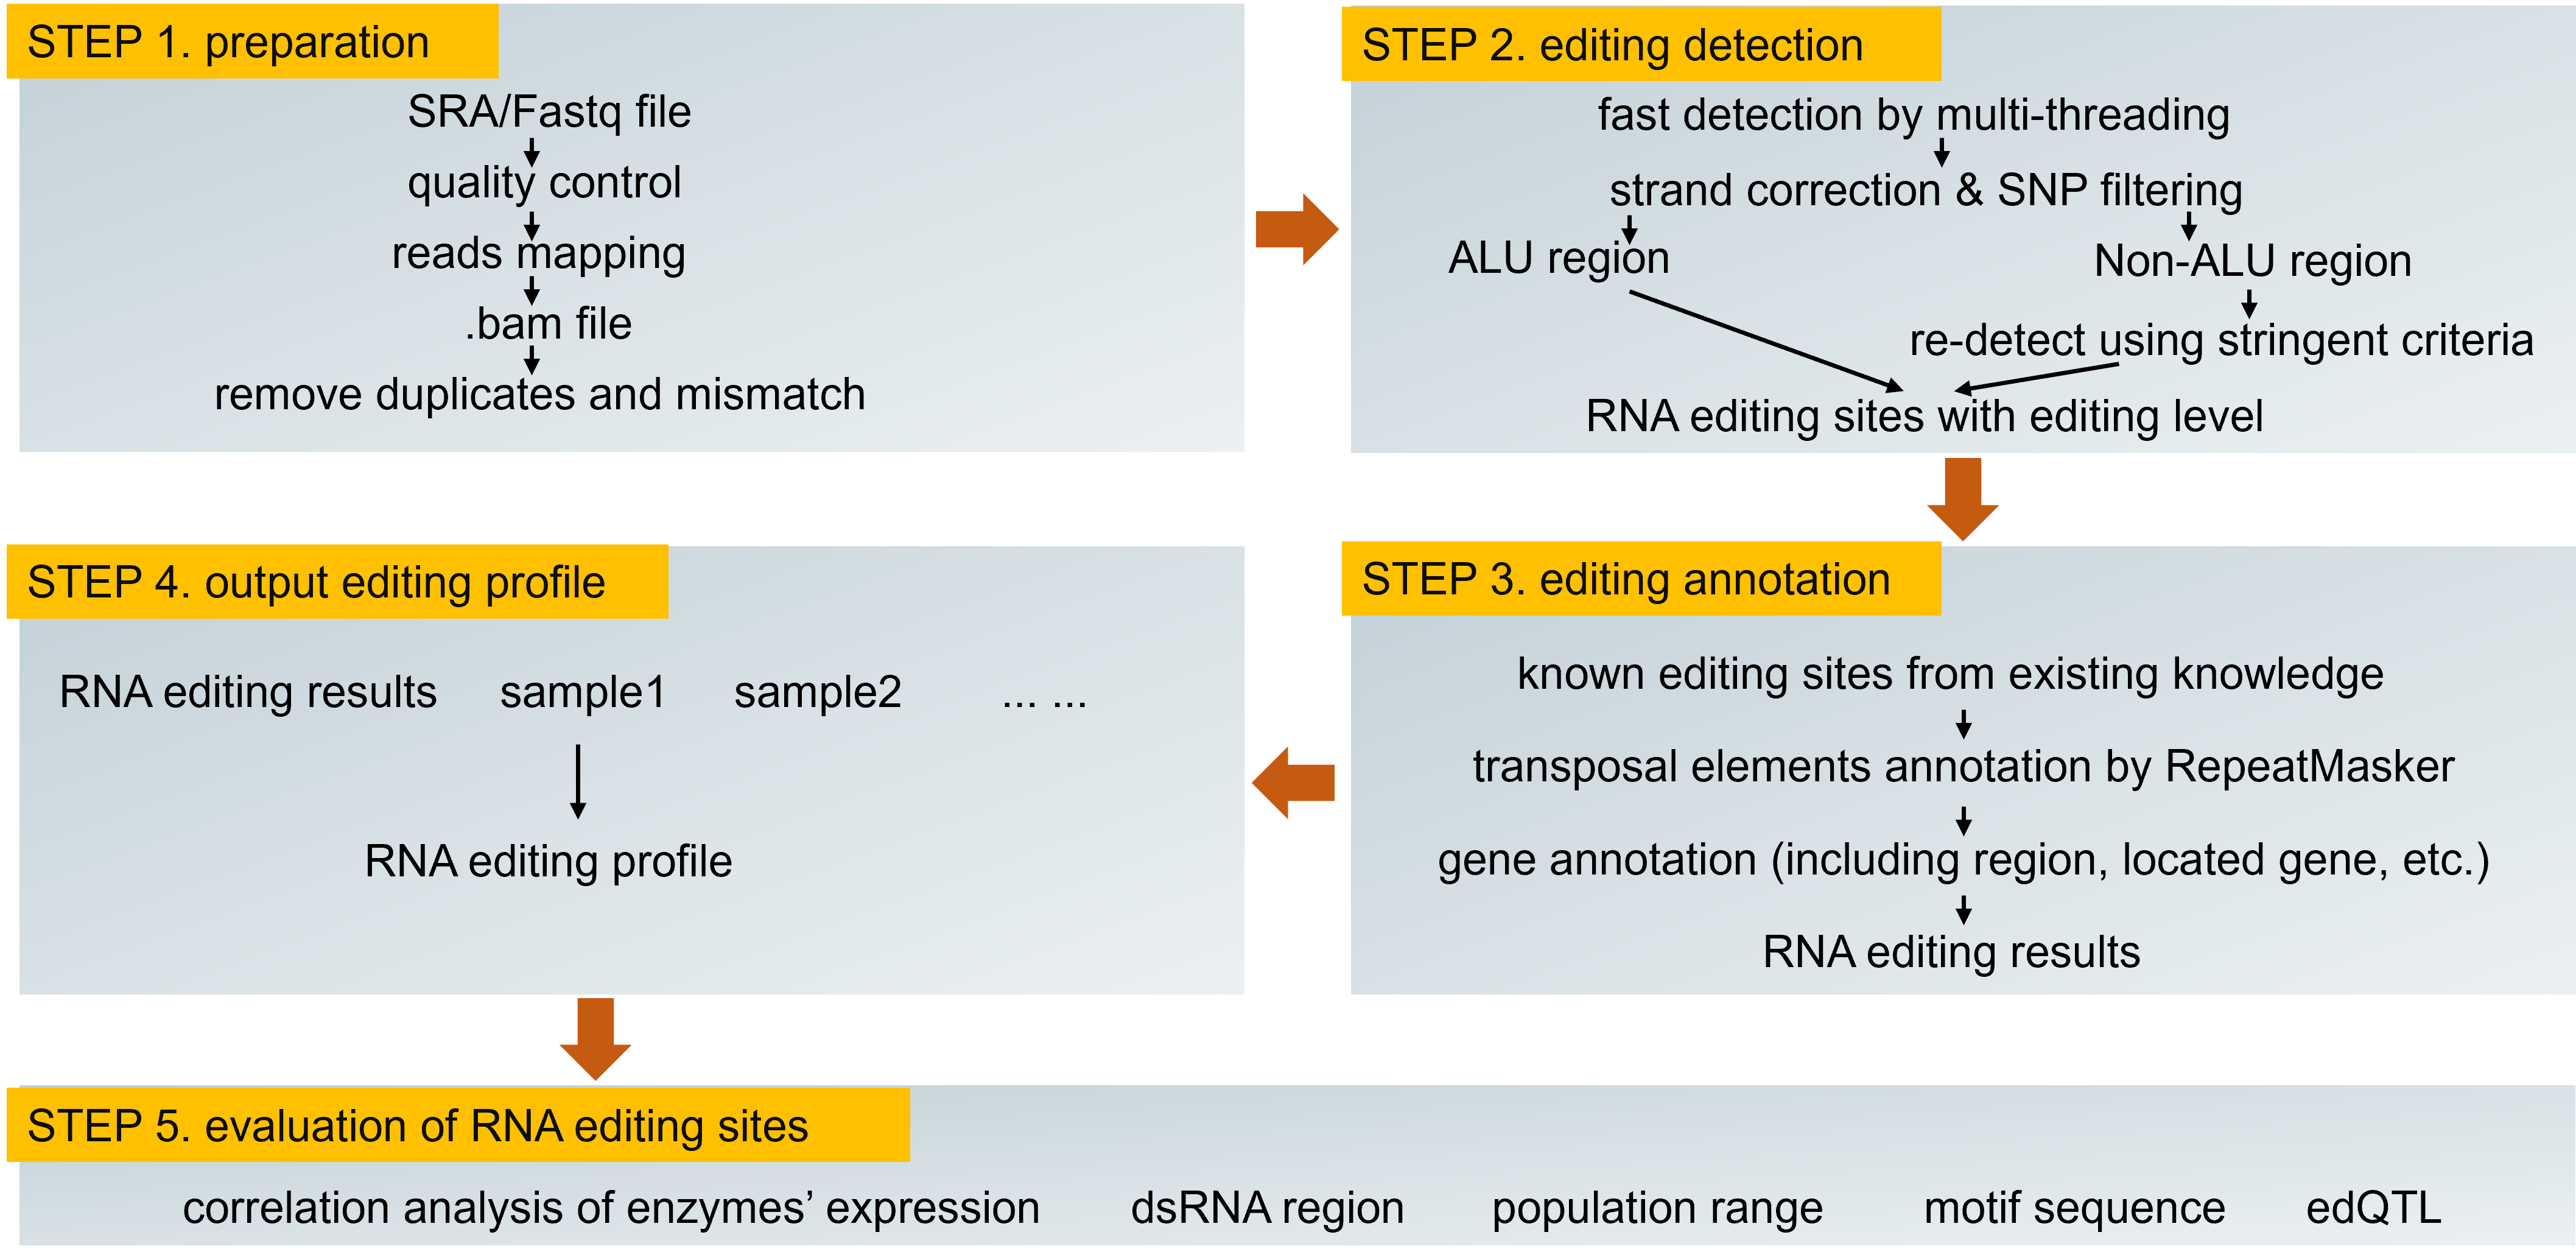 STEP 1. preparation
SRA/Fastq file
quality control
reads mapping
.bam file
remove duplicates and mismatch
STEP 2. editing detection
fast detection by multi-threading
strand correction & SNP filtering
ALU region
Non-ALU region
re-detect using stringent criteria
RNA editing sites with editing level
STEP 3. editing annotation
known editing sites from existing knowledge
transposal elements annotation by RepeatMasker
gene annotation (including region, located gene, etc.)
RNA editing results
STEP 4. output editing profile
RNA editing results sample1 sample2 ... ...
RNA editing profile
STEP 5. evaluation of RNA editing sites
correlation analysis of enzymes’ expression dsRNA region population range motif sequence edQTL